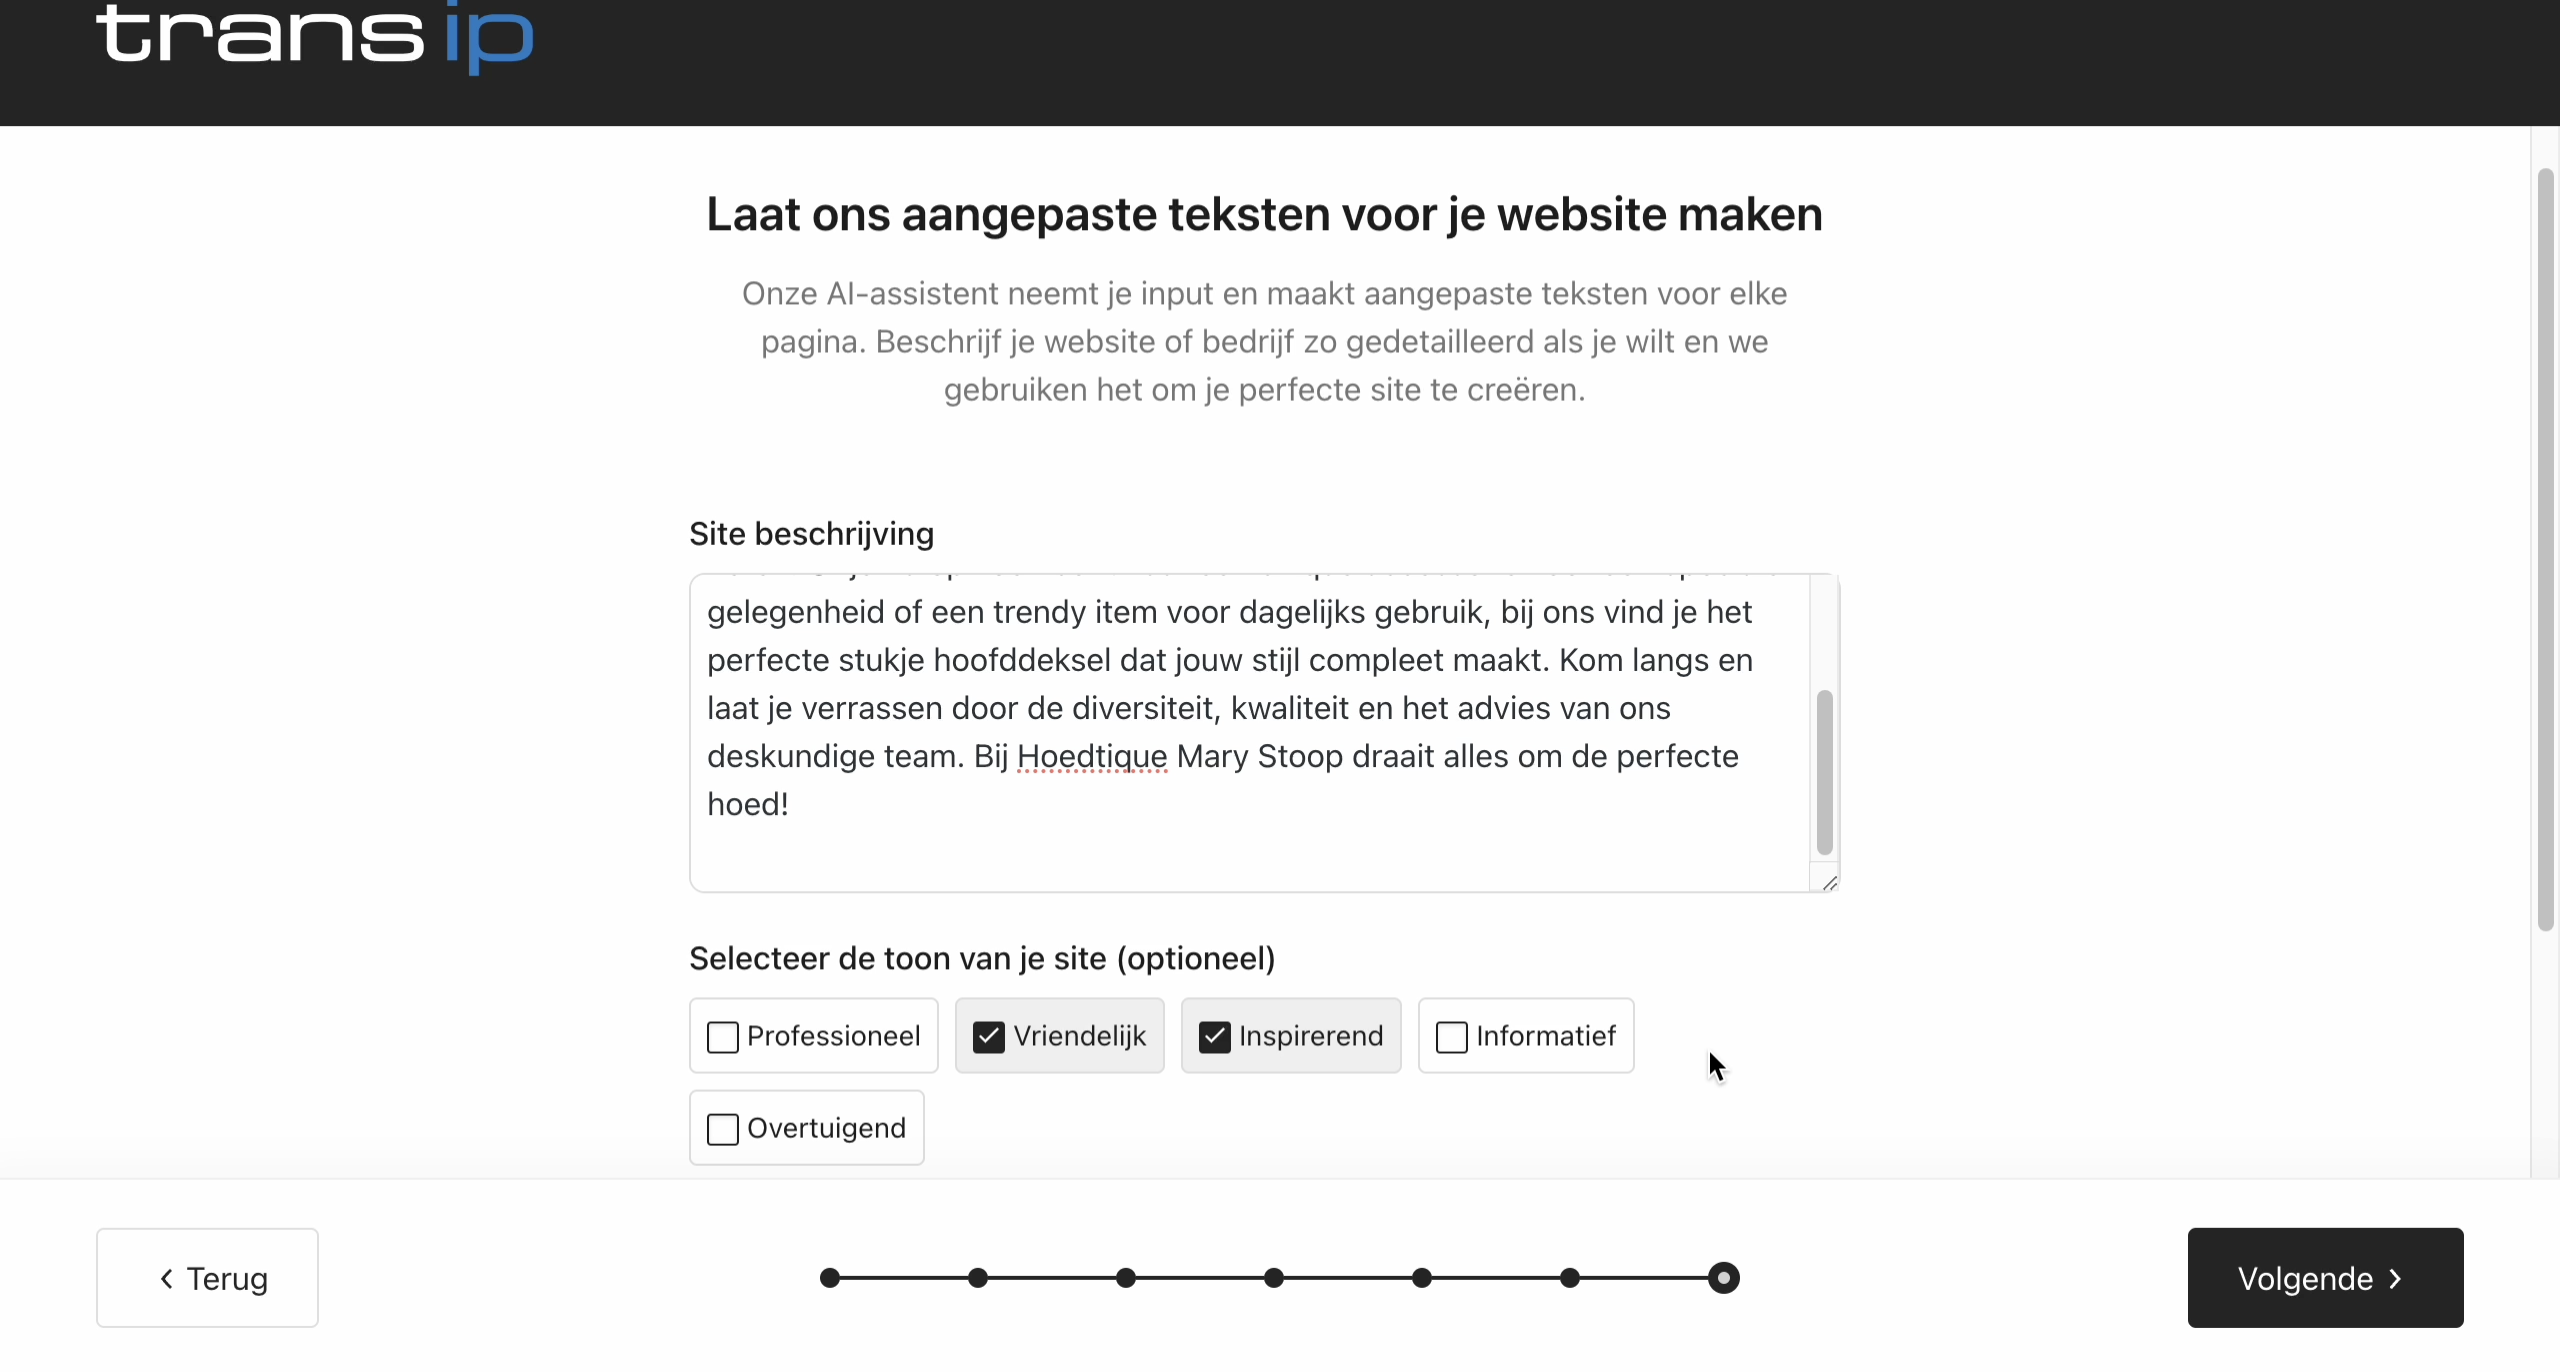 trans ip
Laat ons aangepaste teksten voor je website maken
Onze AI-assistent neemt je input en maakt aangepaste teksten voor elke
pagina. Beschrijf je website of bedrijf zo gedetailleerd als je wilt en we
gebruiken het om je perfecte site te creëren.
Site beschrijving
gelegenheid of een trendy item voor dagelijks gebruik, bij ons vind je het
perfecte stukje hoofddeksel dat jouw stijl compleet maakt. Kom langs en
laat je verrassen door de diversiteit, kwaliteit en het advies van ons
deskundige team. Bij Hoedtique Mary Stoop draait alles om de perfecte
hoed!
Selecteer de toon van je site (optioneel)
Professioneel Vriendelijk Inspirerend Informatief
Overtuigend
Terug Volgende